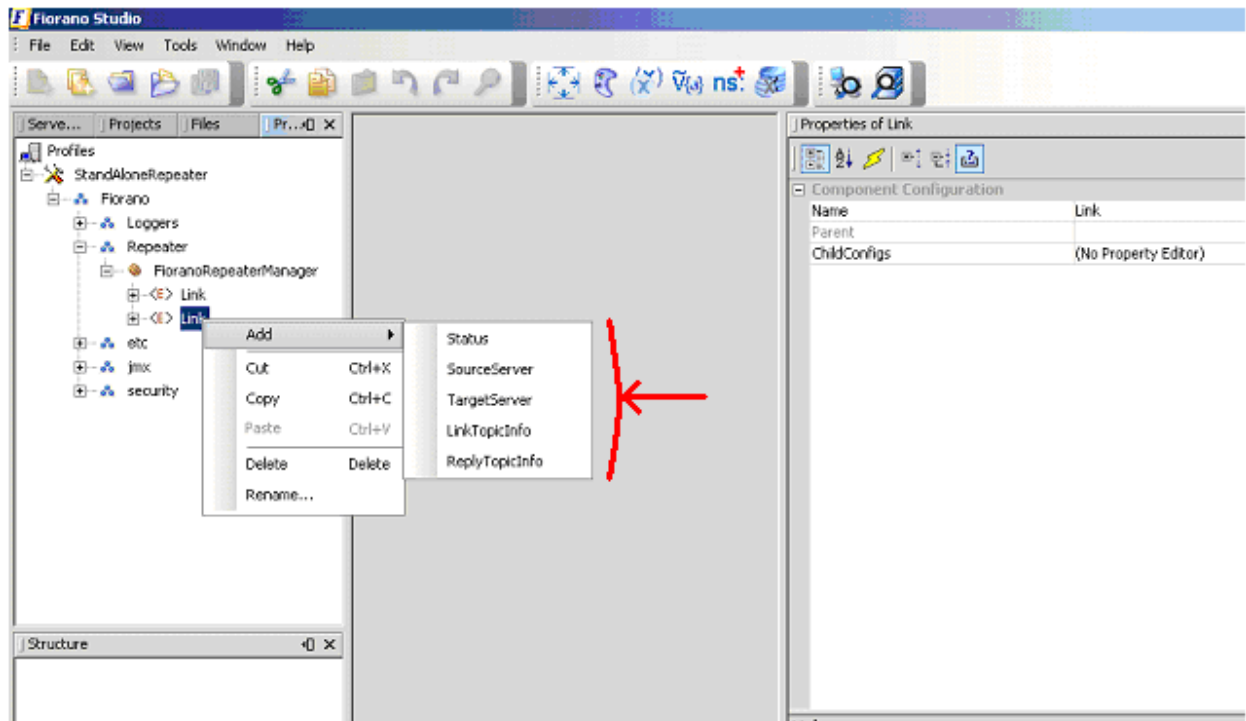 Fiorano Studio
File Edit View Tools Window Help
ns:
Serve... Projects Files Pr...
Properties of Link
Profiles
StandAloneRepeater
Fiorano
Loggers
Repeater
FioranoRepeaterManager
<E> Link
<E> Link
etc
jmx
security
Add
Cut Ctrl+X
Copy Ctrl+C
Paste Ctrl+V
Delete Delete
Rename...
Status
SourceServer
TargetServer
LinkTopicInfo
ReplyTopicInfo
Component Configuration
Name Link
Parent
ChildConfigs (No Property Editor)
Structure